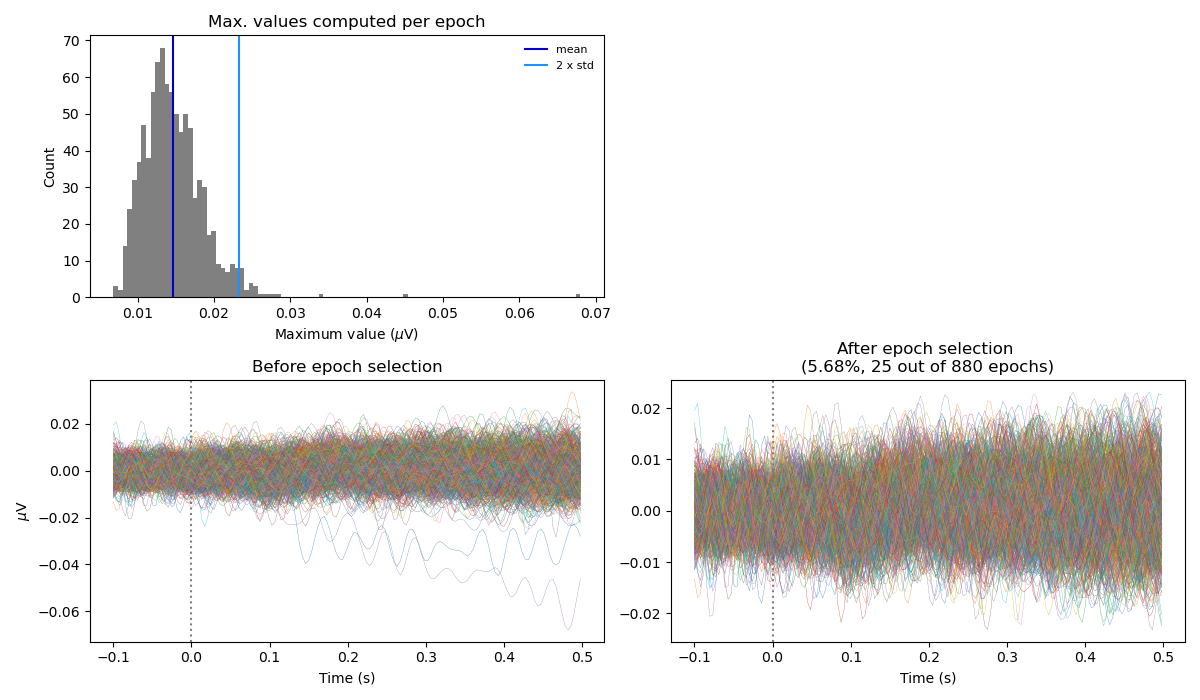 Max. values computed per epoch
70
60
50
40
30
20
10
0
Count
mean
2 x std
0.01 0.02 0.03 0.04 0.05 0.06 0.07
Maximum value (μV)
Before epoch selection
0.02
0.00
−0.02
−0.04
−0.06
μV
−0.1 0.0 0.1 0.2 0.3 0.4 0.5
Time (s)
After epoch selection
(5.68%, 25 out of 880 epochs)
0.02
0.01
0.00
−0.01
−0.02
−0.1 0.0 0.1 0.2 0.3 0.4 0.5
Time (s)